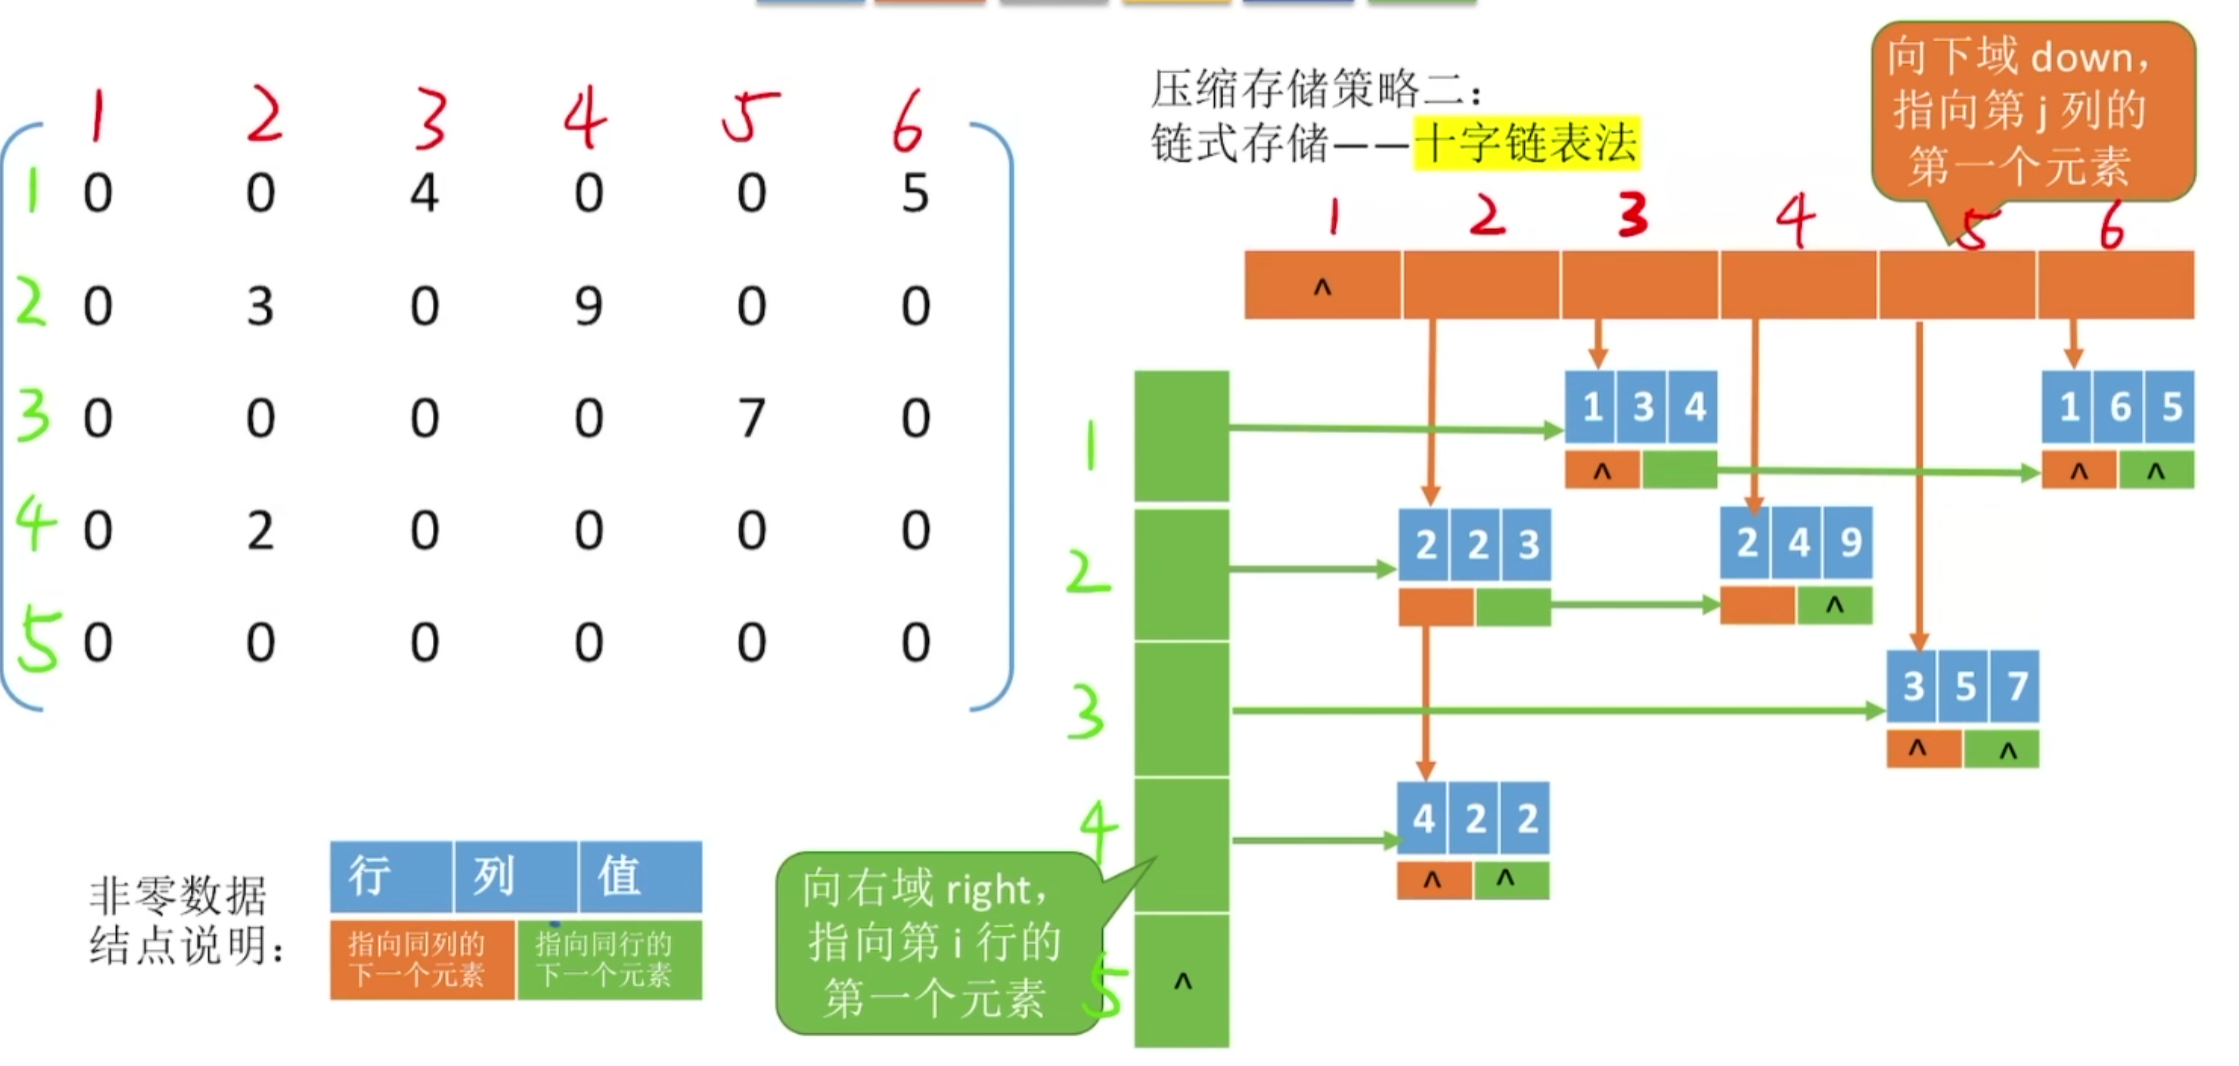 1 2 3 4 5 6
1 0 0 4 0 0 5
2 0 3 0 9 0 0
3 0 0 0 0 7 0
4 0 2 0 0 0 0
5 0 0 0 0 0 0
非零数据
结点说明：
行 列 值
指向同列的
下一个元素
指向同行的
下一个元素
压缩存储策略二：
链式存储——十字链表法
向下域 down，
指向第 j 列的
第一个元素
1 2 3 4 5 6
^
1
1 3 4
^
1 6 5
^ ^
2
2 2 3
2 4 9
^
3
3 5 7
^ ^
4
4 2 2
^ ^
向右域 right，
指向第 i 行的
第一个元素
5
^